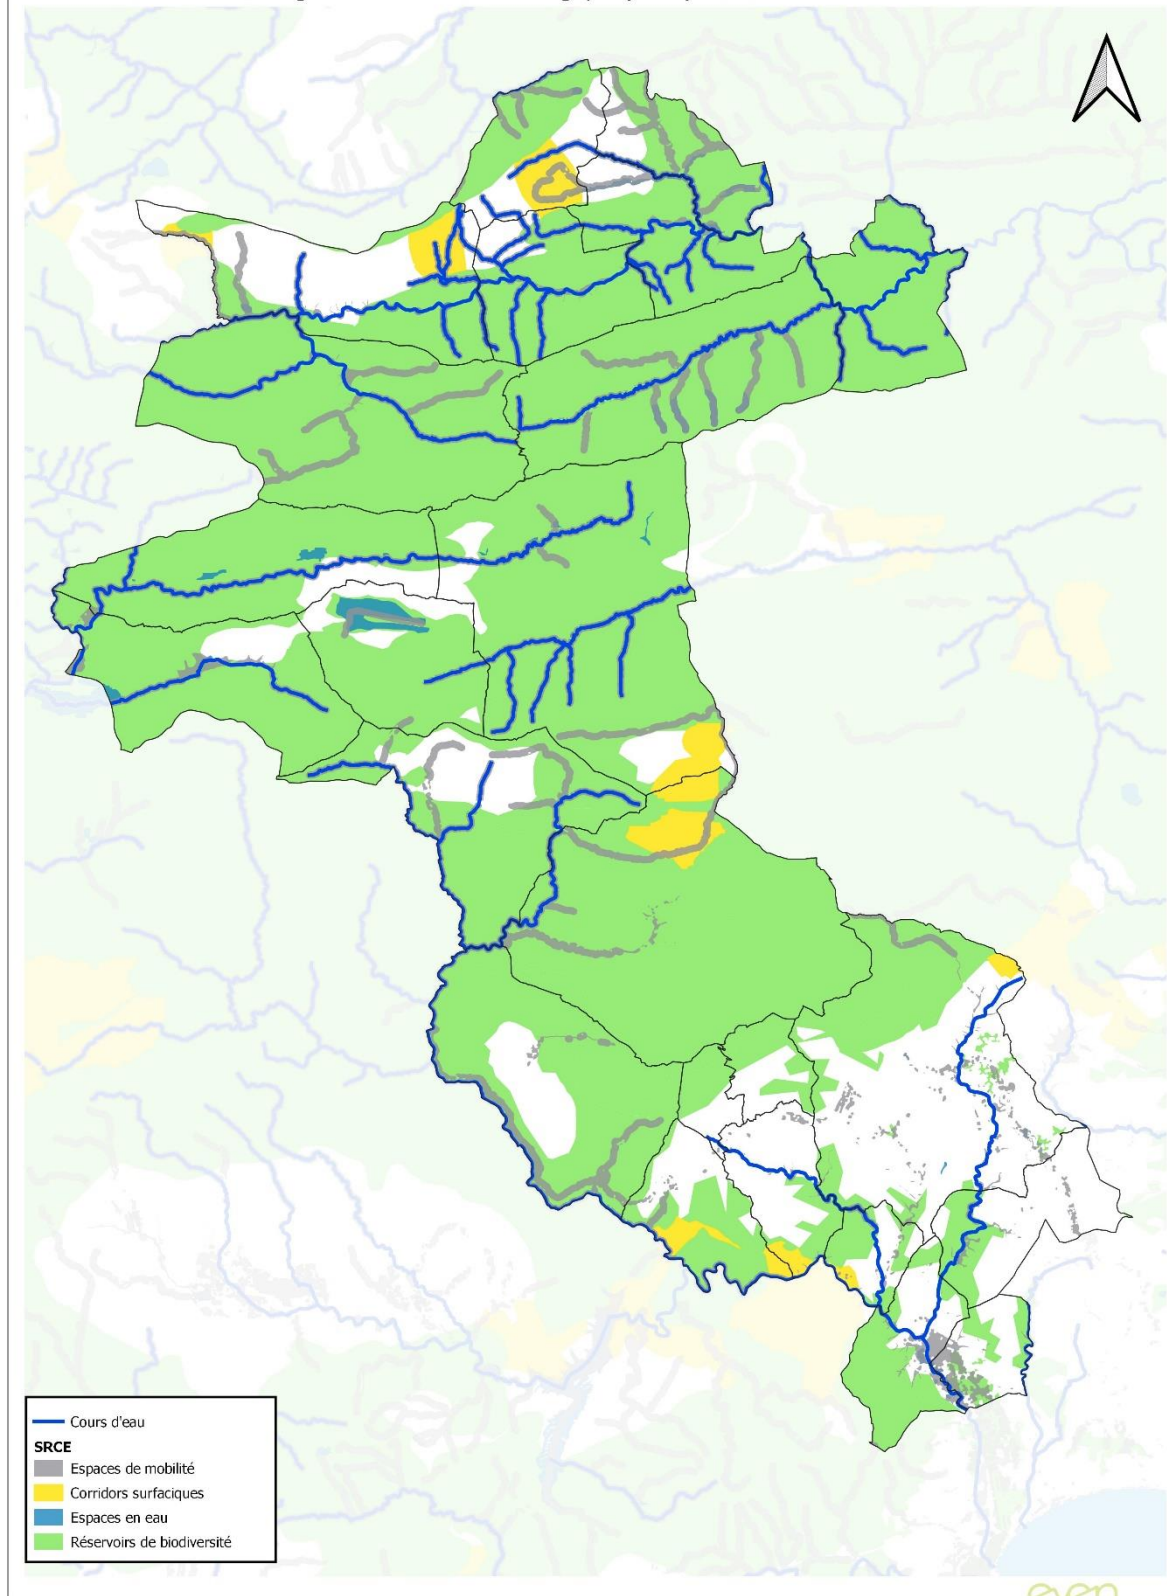 Cours d'eau
SRCE
Espaces de mobilité
Corridors surfaciques
Espaces en eau
Réservoirs de biodiversité